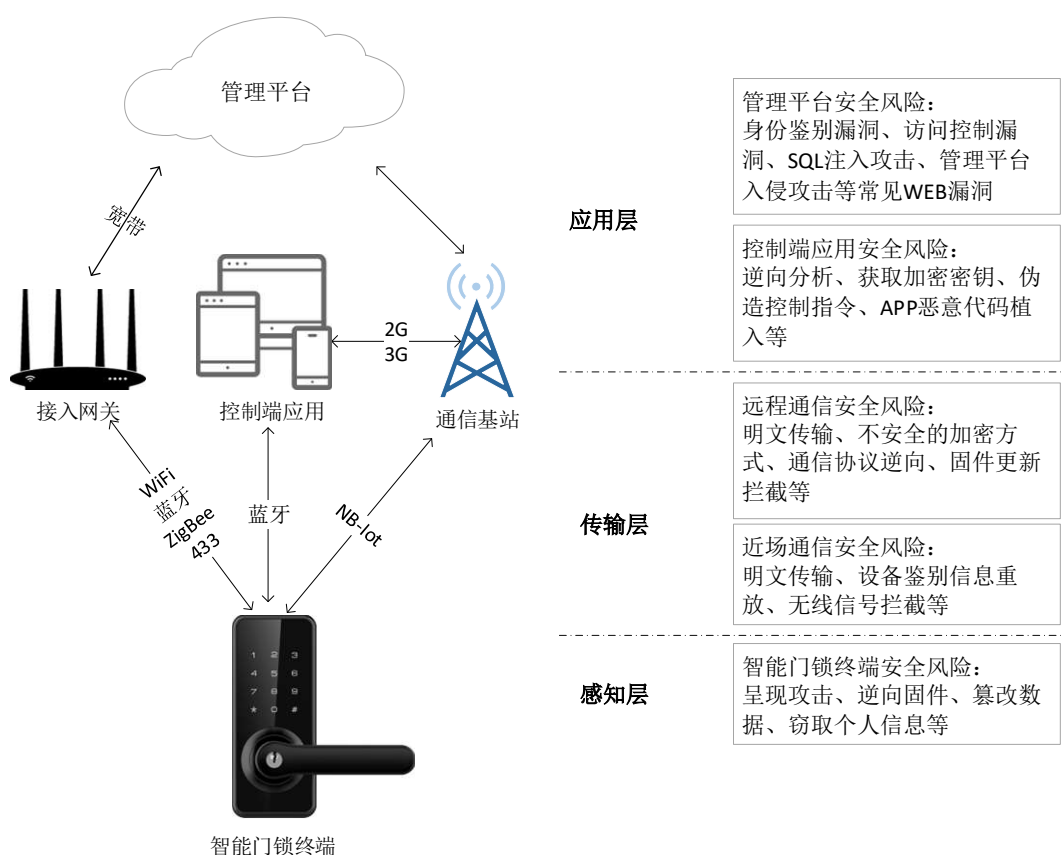 管理平台
宽带
接入网关
控制端应用
2G
3G
通信基站
WiFi
蓝牙
ZigBee
433
蓝牙
NB-Iot
1 2 3
4 5 6
7 8 9
* 0 #
智能门锁终端
应用层
管理平台安全风险：
身份鉴别漏洞、访问控制漏
洞、SQL注入攻击、管理平台
入侵攻击等常见WEB漏洞
控制端应用安全风险：
逆向分析、获取加密密钥、伪
造控制指令、APP恶意代码植
入等
传输层
远程通信安全风险：
明文传输、不安全的加密方
式、通信协议逆向、固件更新
拦截等
近场通信安全风险：
明文传输、设备鉴别信息重
放、无线信号拦截等
感知层
智能门锁终端安全风险：
呈现攻击、逆向固件、篡改数
据、窃取个人信息等